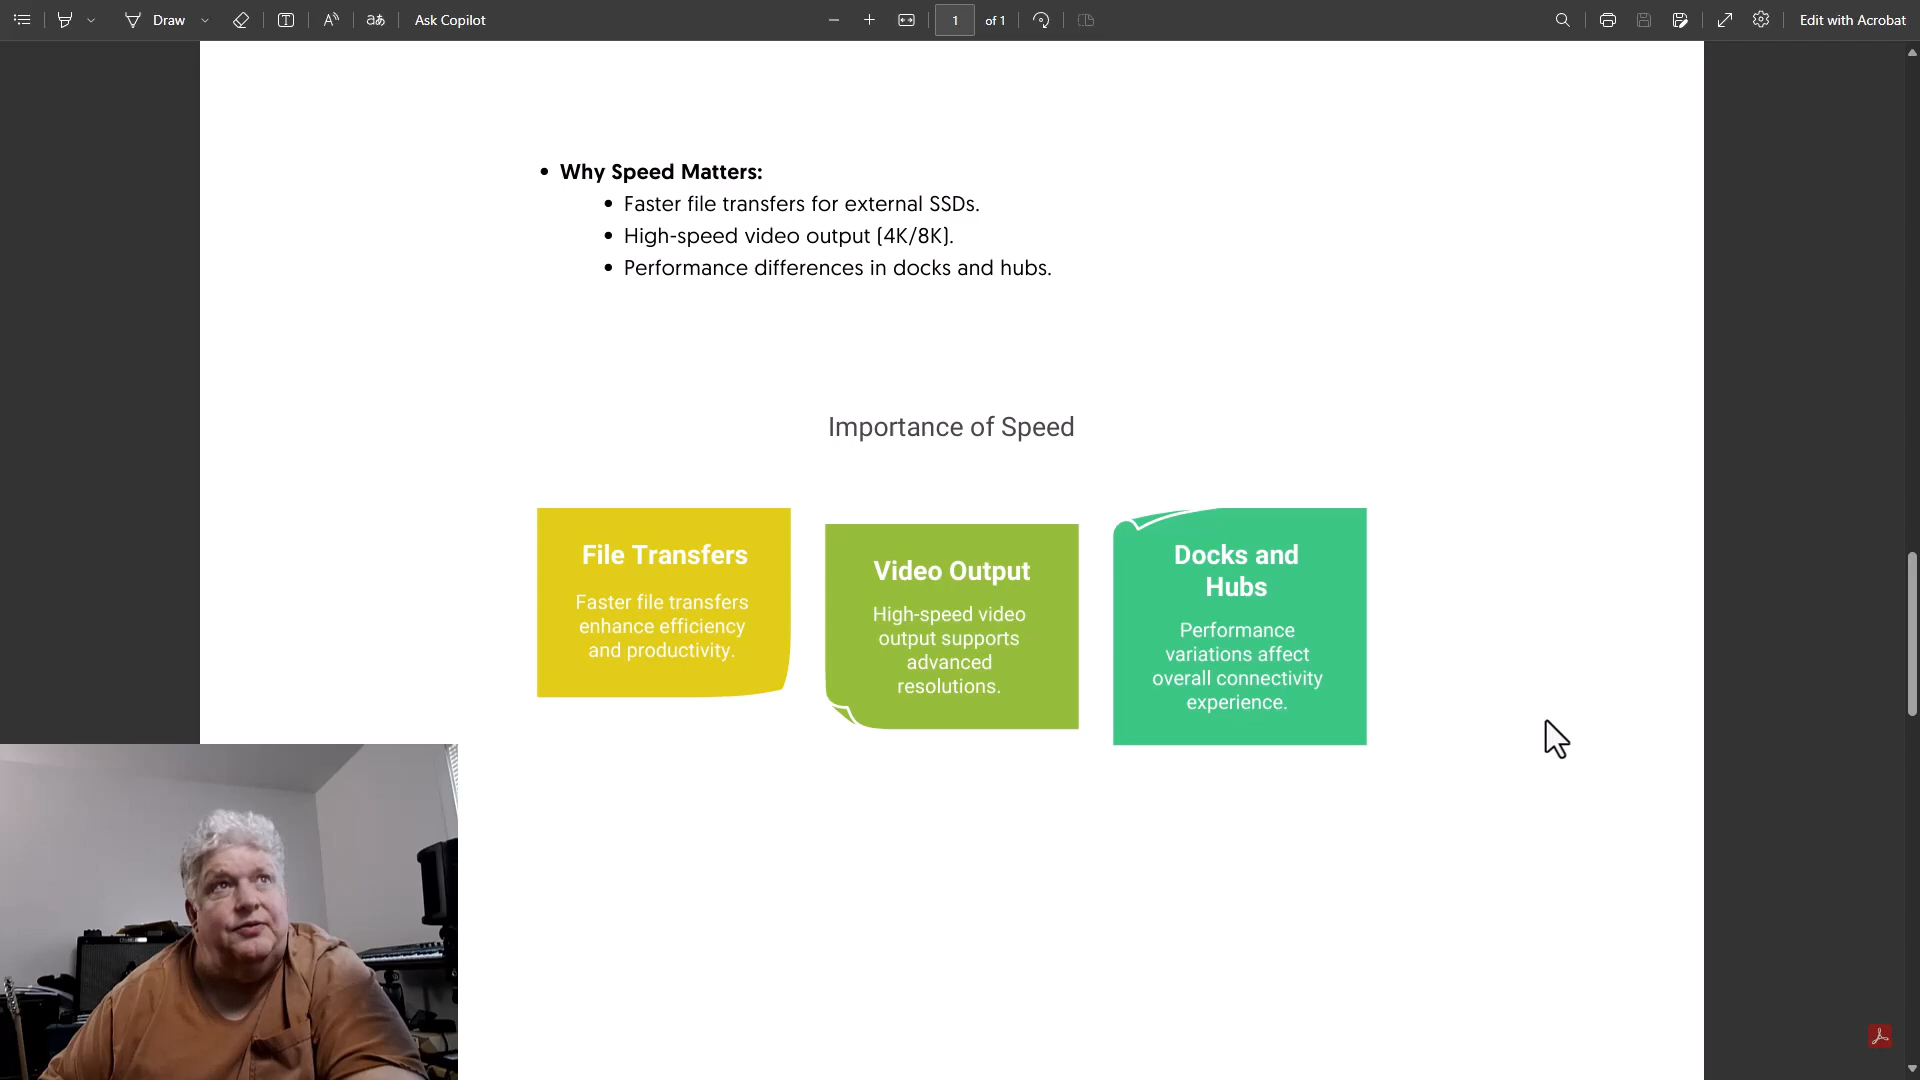 Draw
Ask Copilot
1
of 1
Edit with Acrobat
• Why Speed Matters:
• Faster file transfers for external SSDs.
• High-speed video output (4K/8K).
• Performance differences in docks and hubs.
Importance of Speed
File Transfers
Faster file transfers
enhance efficiency
and productivity.
Video Output
High-speed video
output supports
advanced
resolutions.
Docks and
Hubs
Performance
variations affect
overall connectivity
experience.